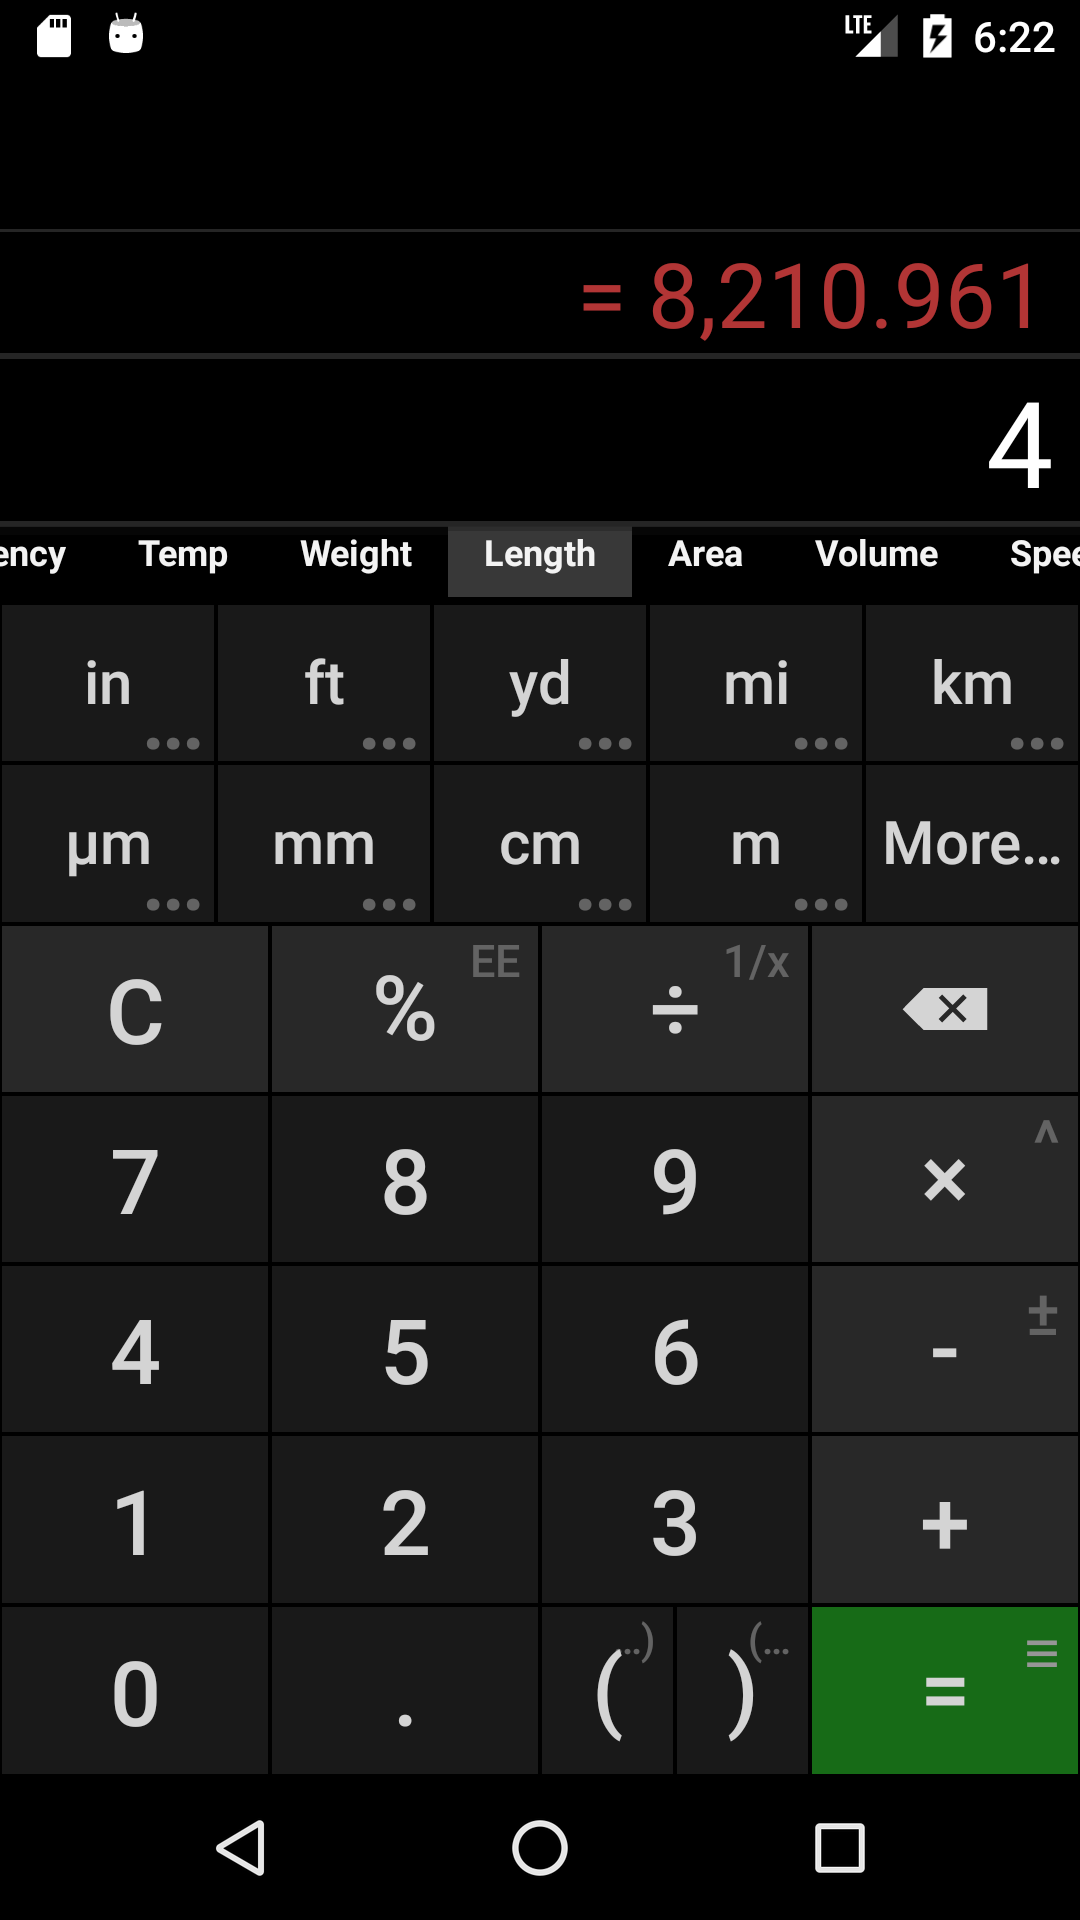 LTE 6:22
= 8,210.961
4
ency Temp Weight Length Area Volume Spee
in ft yd mi km
µm mm cm m More...
C % EE ÷ 1/x
7 8 9 × ^
4 5 6 - ±
1 2 3 +
0 . ( ..) ) (... =